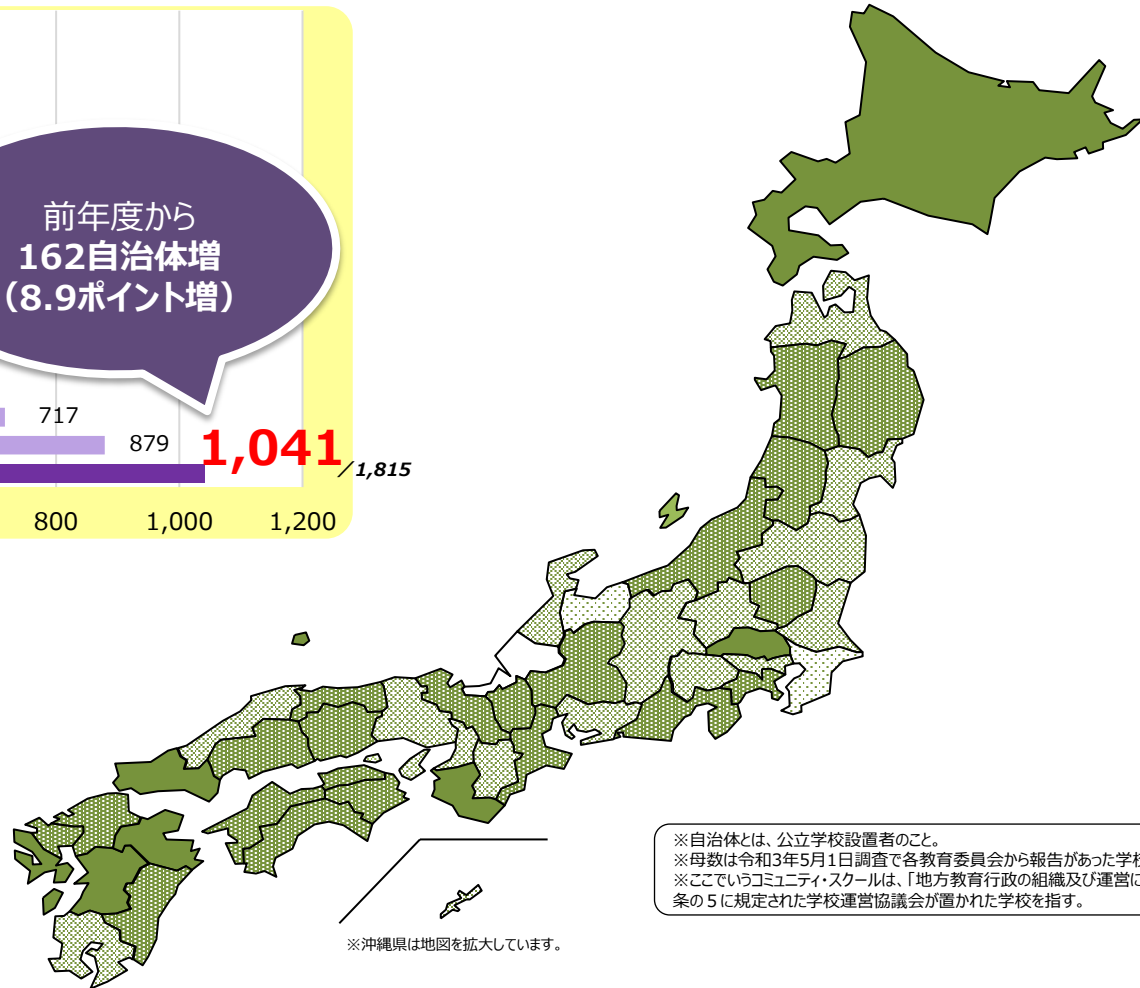 前年度から
162自治体増
（8.9ポイント増）
717
879
1,041
／1,815
800
1,000
1,200
※自治体とは、公立学校設置者のこと。
※母数は令和3年5月1日調査で各教育委員会から報告があった学校
※ここでいうコミュニティ・スクールは、「地方教育行政の組織及び運営に
条の５に規定された学校運営協議会が置かれた学校を指す。
※沖縄県は地図を拡大しています。